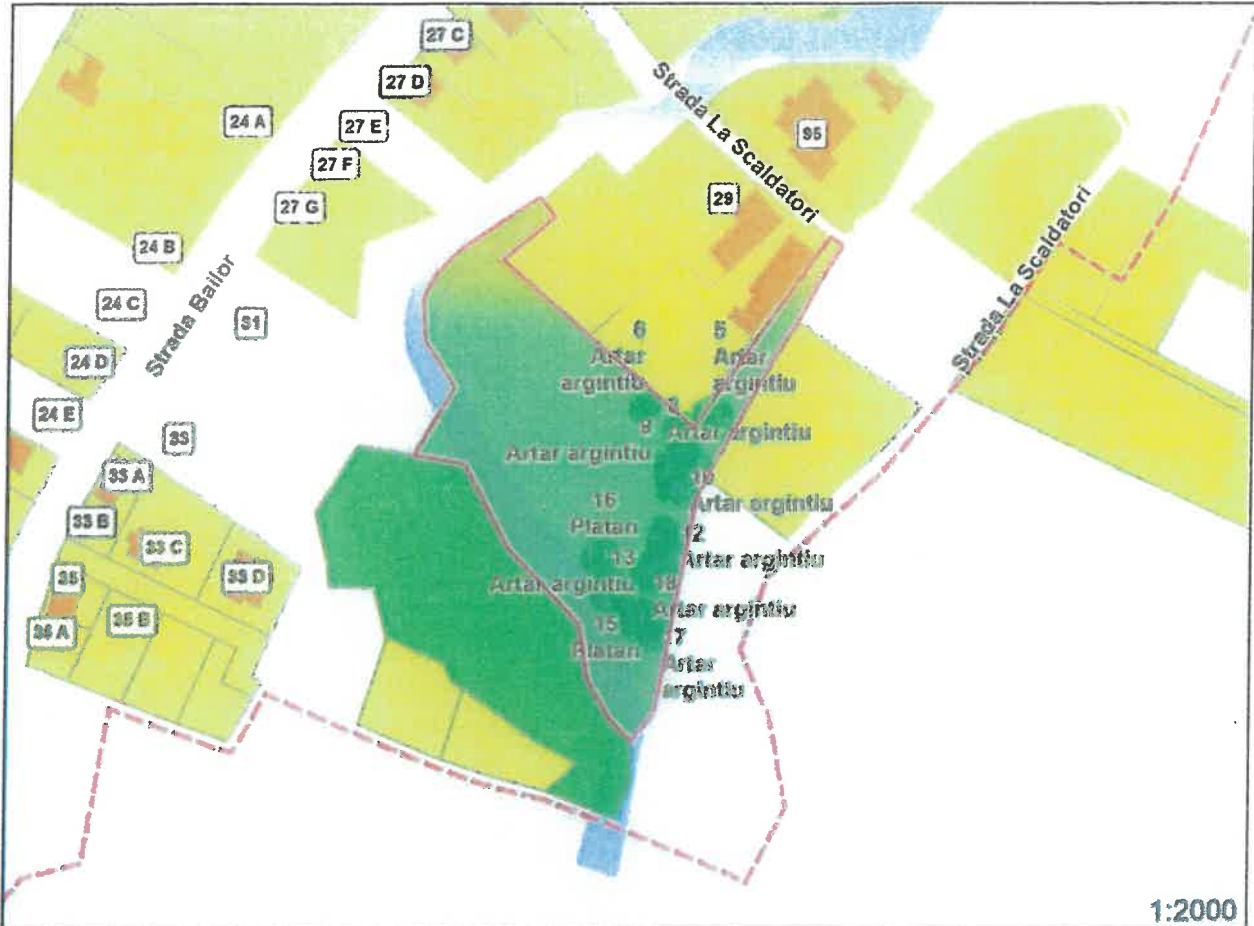 27 C
27 D
24 A
27 E
27 F
27 G
Strada La Scaldatori
95
29
24 B
24 C
Strada Bailor
31
24 D
24 E
Strada La Scaldatori
6
Artar
argintiu
5
Artar
argintiu
Artar argintiu
Artar argintiu
33
33 A
33 B
33 C
33 D
35
35 B
16
Platan
Artar argintiu
2
Artar argintiu
13
Artar argintiu
18
Artar argintiu
15
Platan
Artar
argintiu
1:2000